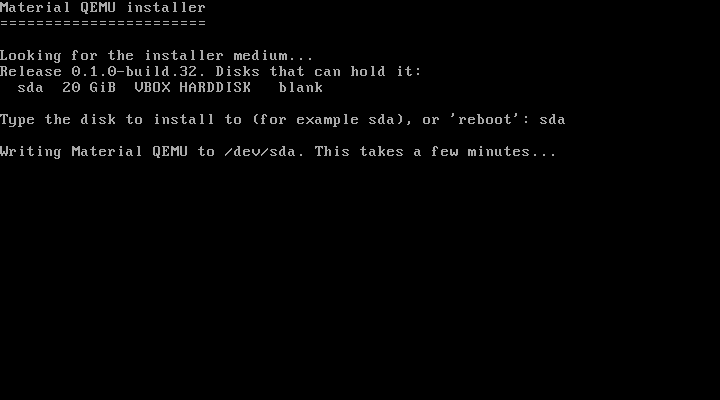 Material QEMU installer
=======================
Looking for the installer medium...
Release 0.1.0-build.32. Disks that can hold it:
  sda  20 GiB  VBOX HARDDISK   blank
Type the disk to install to (for example sda), or 'reboot': sda
Writing Material QEMU to /dev/sda. This takes a few minutes...